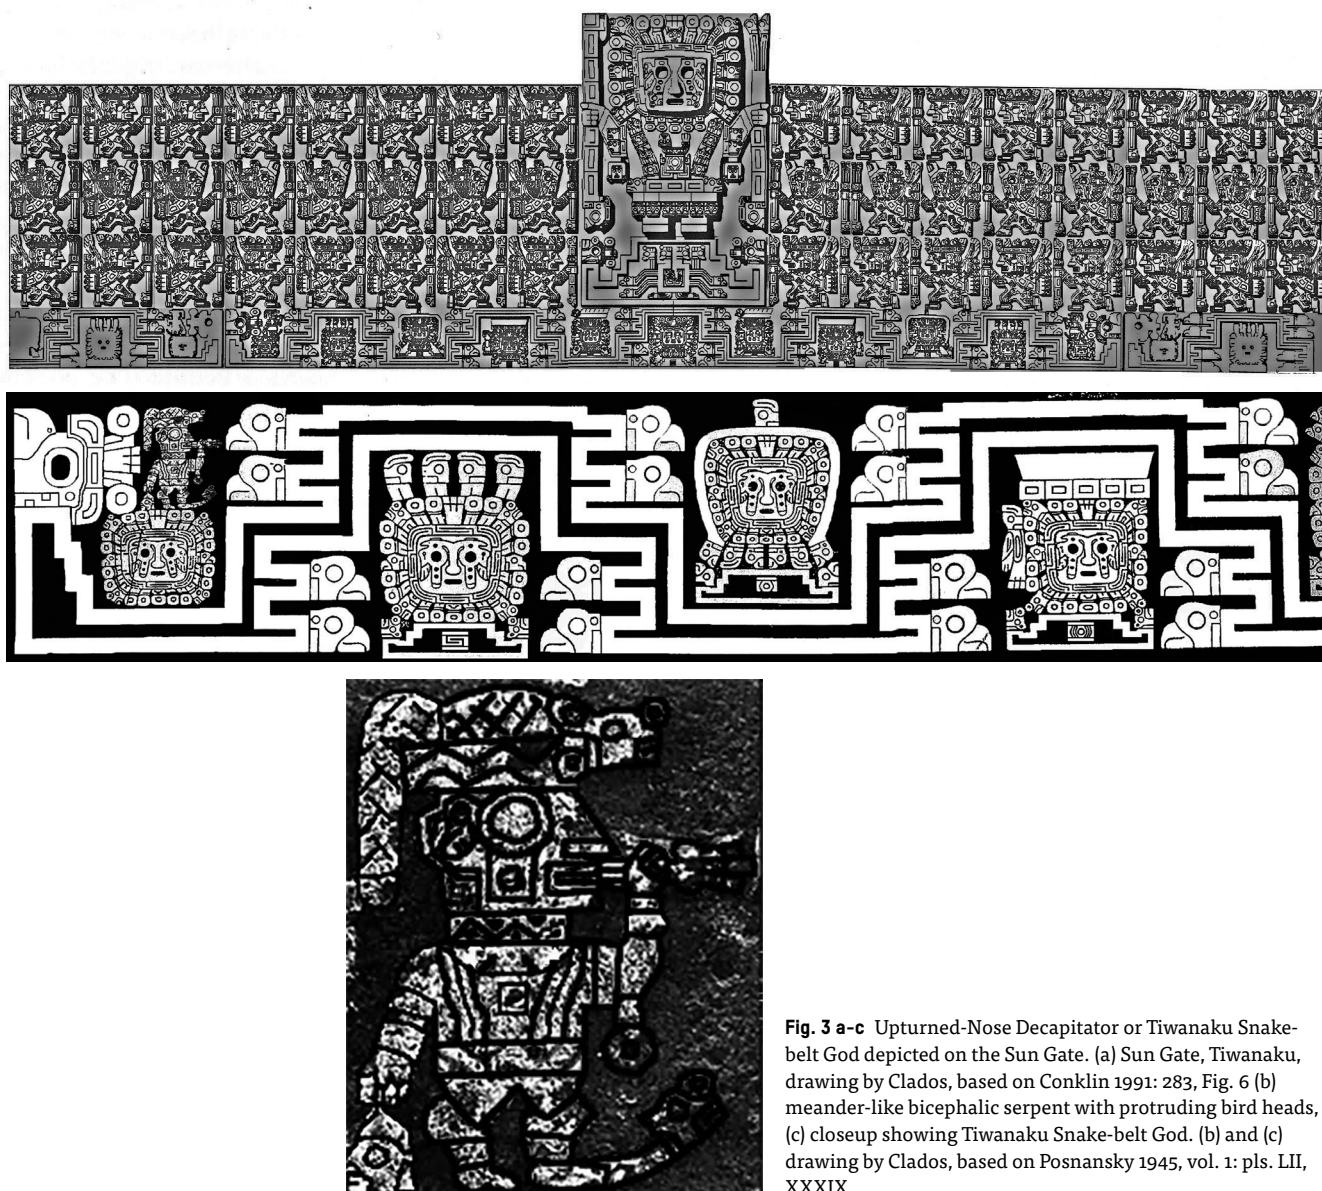 Fig. 3 a–c Upturned-Nose Decapitator or Tiwanaku Snake-
belt God depicted on the Sun Gate. (a) Sun Gate, Tiwanaku,
drawing by Clados, based on Conklin 1991: 283, Fig. 6 (b)
meander-like bicephalic serpent with protruding bird heads,
(c) closeup showing Tiwanaku Snake-belt God. (b) and (c)
drawing by Clados, based on Posnansky 1945, vol. 1: pls. LII,
XXXIX